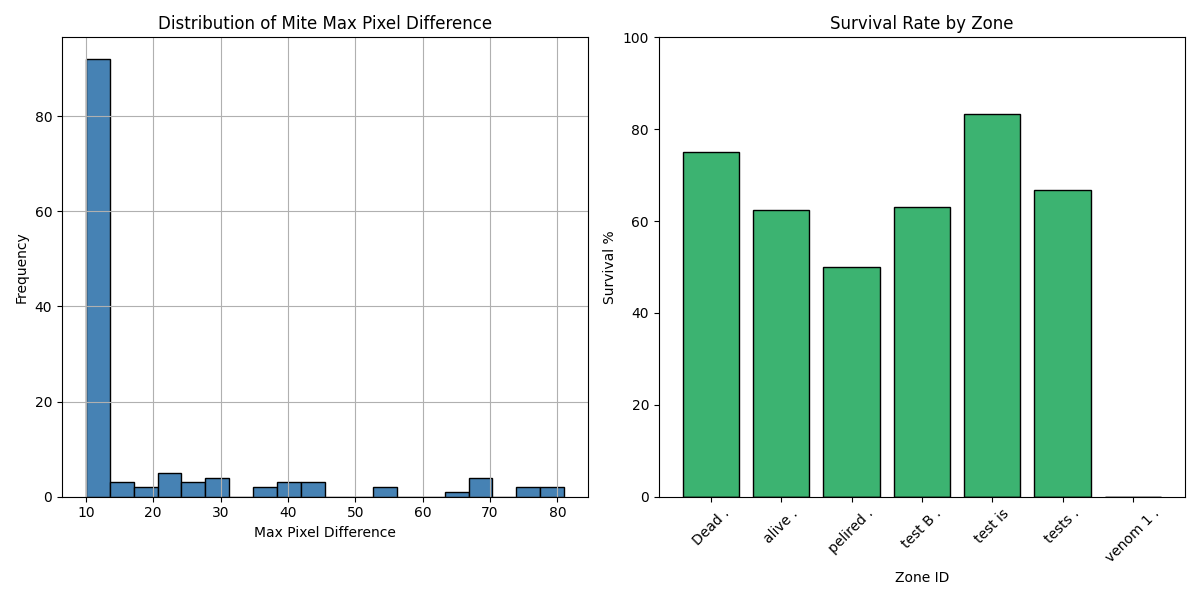 Distribution of Mite Max Pixel Difference
Frequency
80
60
40
20
0
10 20 30 40 50 60 70 80
Max Pixel Difference
Survival Rate by Zone
Survival %
100
80
60
40
20
0
Dead . alive . pelired . test B . test is tests . venom 1 .
Zone ID